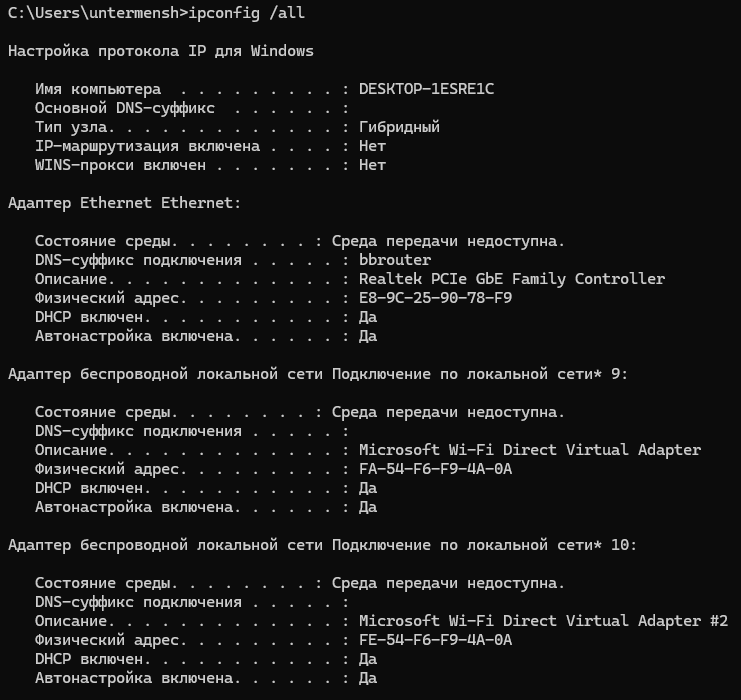 C:\Users\untermensh>ipconfig /all
Настройка протокола IP для Windows
Имя компьютера . . . . . . . . . : DESKTOP-1ESRE1C
Основной DNS-суффикс . . . . . . :
Тип узла. . . . . . . . . . . . . : Гибридный
IP-маршрутизация включена . . . . : Нет
WINS-прокси включен . . . . . . . : Нет
Адаптер Ethernet Ethernet:
Состояние среды. . . . . . . . : Среда передачи недоступна.
DNS-суффикс подключения . . . . . : bbrouter
Описание. . . . . . . . . . . . . : Realtek PCIe GbE Family Controller
Физический адрес. . . . . . . . . : E8-9C-25-90-78-F9
DHCP включен. . . . . . . . . . . : Да
Автонастройка включена. . . . . . : Да
Адаптер беспроводной локальной сети Подключение по локальной сети* 9:
Состояние среды. . . . . . . . : Среда передачи недоступна.
DNS-суффикс подключения . . . . . :
Описание. . . . . . . . . . . . . : Microsoft Wi-Fi Direct Virtual Adapter
Физический адрес. . . . . . . . . : FA-54-F6-F9-4A-0A
DHCP включен. . . . . . . . . . . : Да
Автонастройка включена. . . . . . : Да
Адаптер беспроводной локальной сети Подключение по локальной сети* 10:
Состояние среды. . . . . . . . : Среда передачи недоступна.
DNS-суффикс подключения . . . . . :
Описание. . . . . . . . . . . . . : Microsoft Wi-Fi Direct Virtual Adapter #2
Физический адрес. . . . . . . . . : FE-54-F6-F9-4A-0A
DHCP включен. . . . . . . . . . . : Да
Автонастройка включена. . . . . . : Да